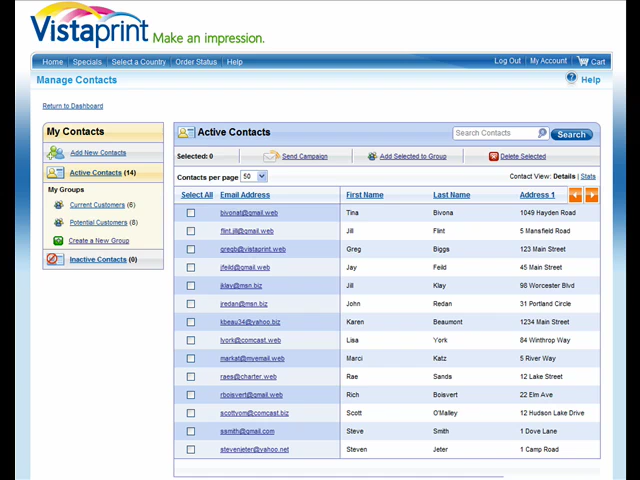 Vistaprint Make an impression.
Home Specials Select a Country Order Status Help Log Out My Account Cart
Manage Contacts Help
Return to Dashboard
My Contacts
Add New Contacts
Active Contacts (14)
My Groups
Current Customers (6)
Potential Customers (8)
Create a New Group
Inactive Contacts (0)
Active Contacts Search Contacts Search
Selected: 0 Send Campaign Add Selected to Group Delete Selected
Contacts per page 50 Contact View: Details | Stats
Select All Email Address First Name Last Name Address 1
bivonat@gmail.web Tina Bivona 1049 Hayden Road
flint.jill@gmail.web Jill Flint 5 Mansfield Road
gregb@vistaprint.web Greg Biggs 123 Main Street
jfeild@gmail.web Jay Feild 45 Main Street
jklay@msn.biz Jill Klay 98 Worcester Blvd
jredan@msn.biz John Redan 31 Portland Circle
kbeau34@yahoo.biz Karen Beaumont 1234 Main Street
lyork@comcast.web Lisa York 84 Winthrop Way
markat@myemail.web Marci Katz 5 River Way
raes@charter.web Rae Sands 12 Lake Street
rboisvert@gmail.web Rich Boisvert 22 Elm Ave
scottyom@comcast.biz Scott O'Malley 12 Hudson Lake Drive
ssmith@gmail.com Steve Smith 1 Dove Lane
stevenjeter@yahoo.net Steven Jeter 1 Camp Road